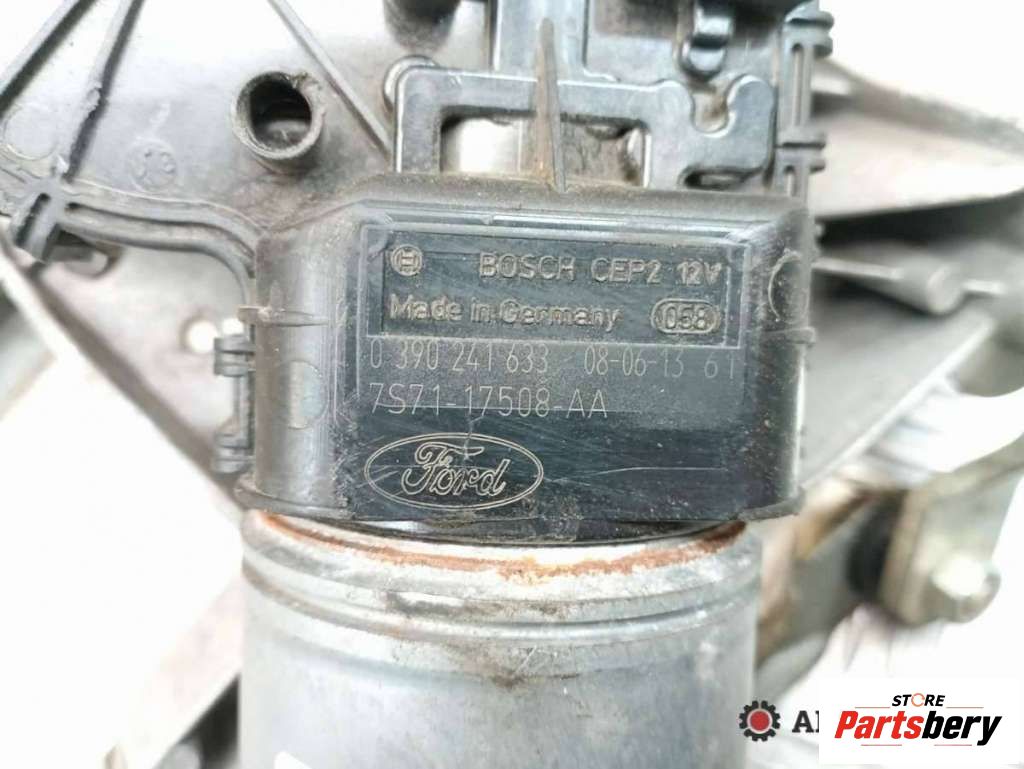 BOSCH CEP2 12V
Made in Germany 058
0 390 241 633 08-06-13 61
7S71-17508-AA
Ford
STORE
Partsbery